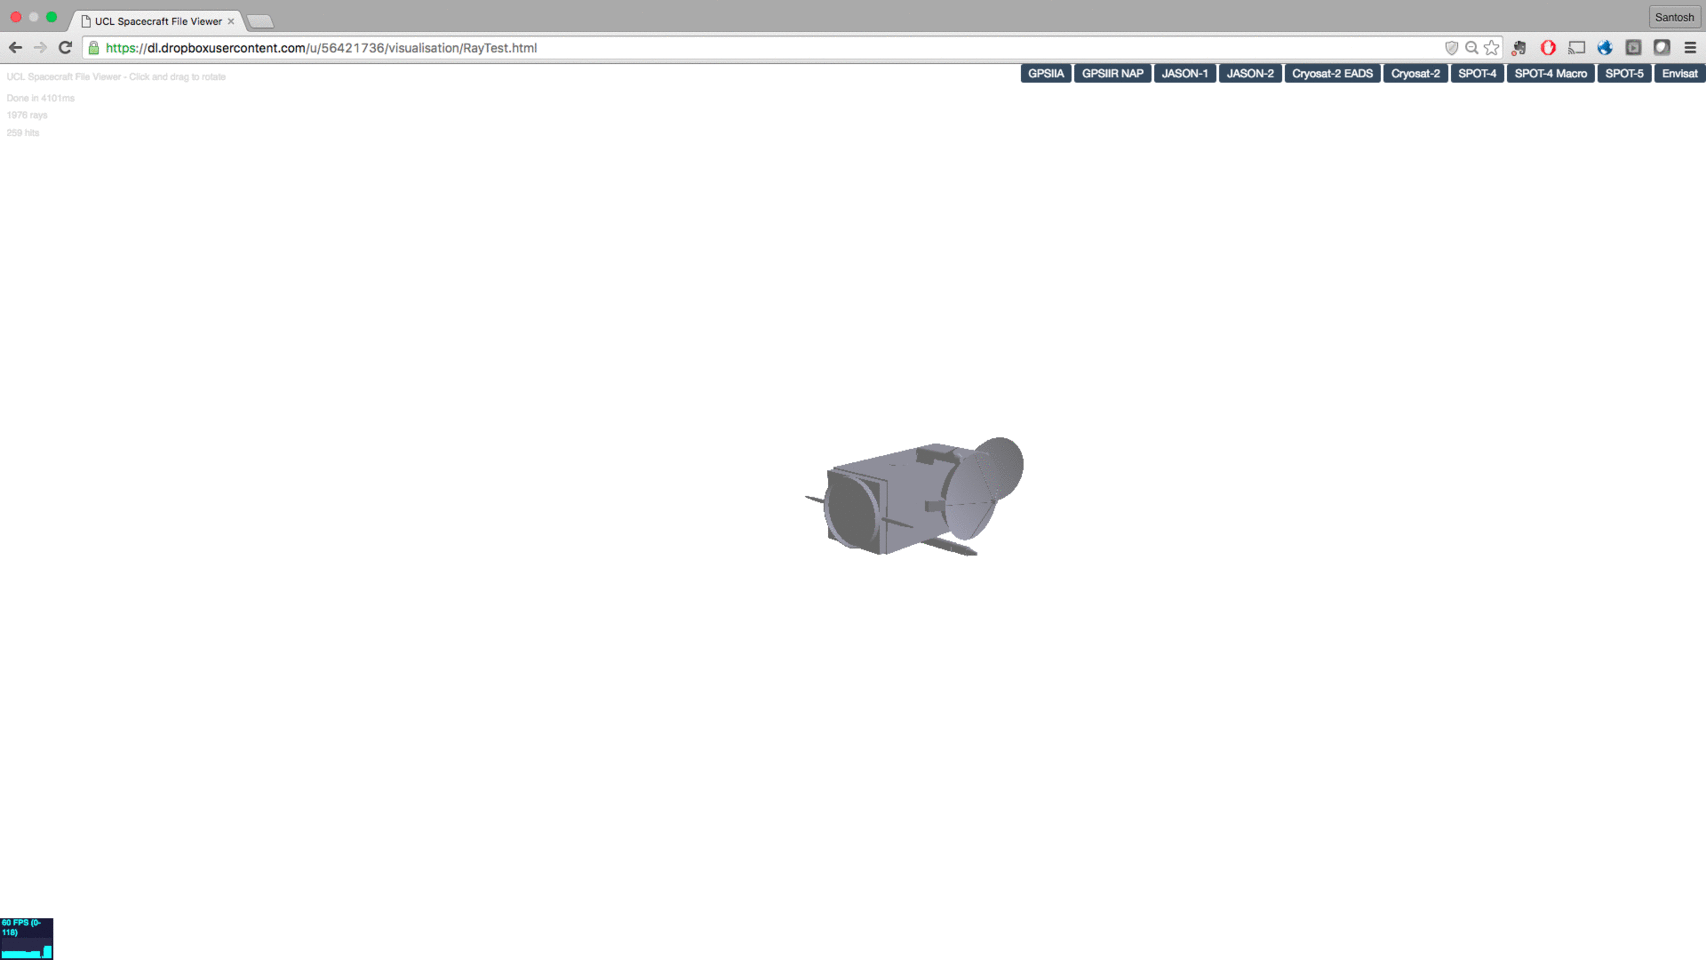 UCL Spacecraft File Viewer
Santosh
https://dl.dropboxusercontent.com/u/56421736/visualisation/RayTest.html
UCL Spacecraft File Viewer - Click and drag to rotate
GPSIIA GPSIIR NAP JASON-1 JASON-2 Cryosat-2 EADS Cryosat-2 SPOT-4 SPOT-4 Macro SPOT-5 Envisat
Done in 4101ms
1976 rays
259 hits
60 FPS (0-
118)